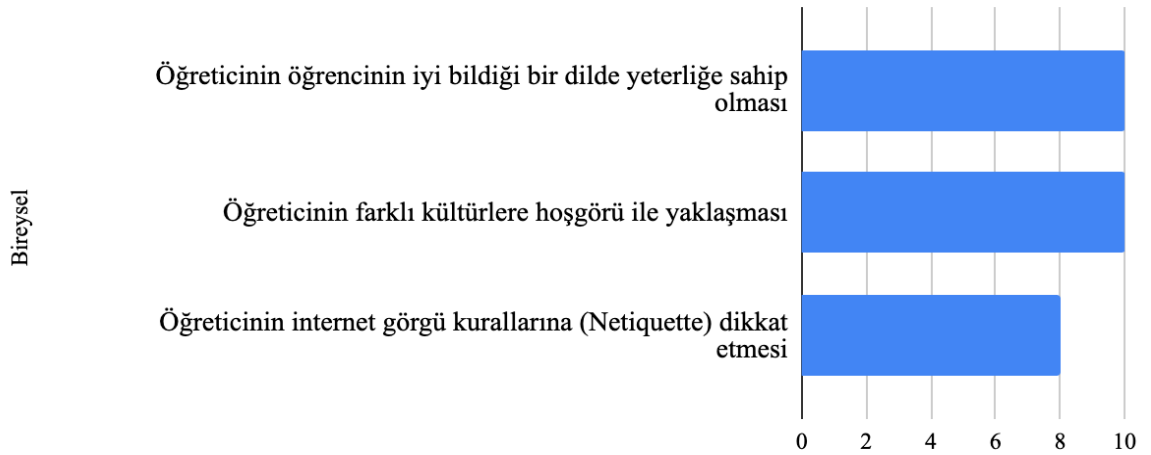 Öğreticinin öğrencinin iyi bildiği bir dilde yeterliğe sahip
olması
Bireysel
Öğreticinin farklı kültürlere hoşgörü ile yaklaşması
Öğreticinin internet görgü kurallarına (Netiquette) dikkat
etmesi
0 2 4 6 8 10